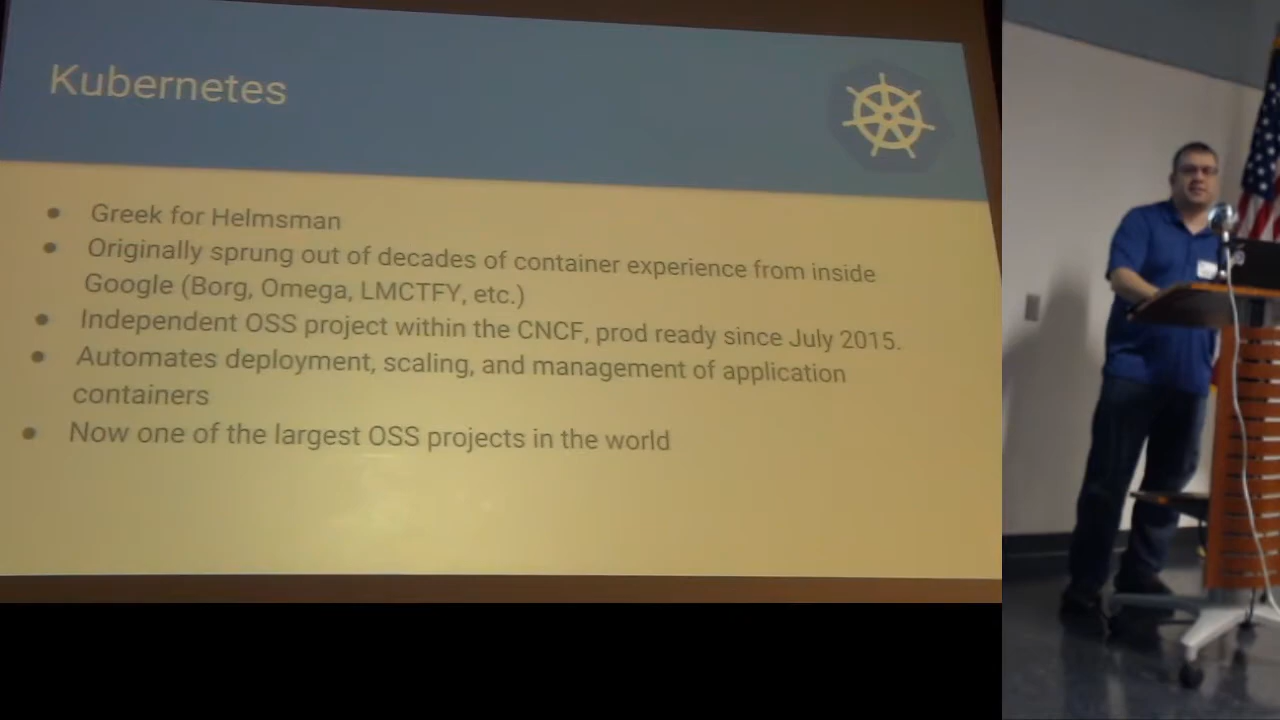 Kubernetes
● Greek for Helmsman
● Originally sprung out of decades of container experience from inside
Google (Borg, Omega, LMCTFY, etc.)
● Independent OSS project within the CNCF, prod ready since July 2015.
● Automates deployment, scaling, and management of application
containers
● Now one of the largest OSS projects in the world